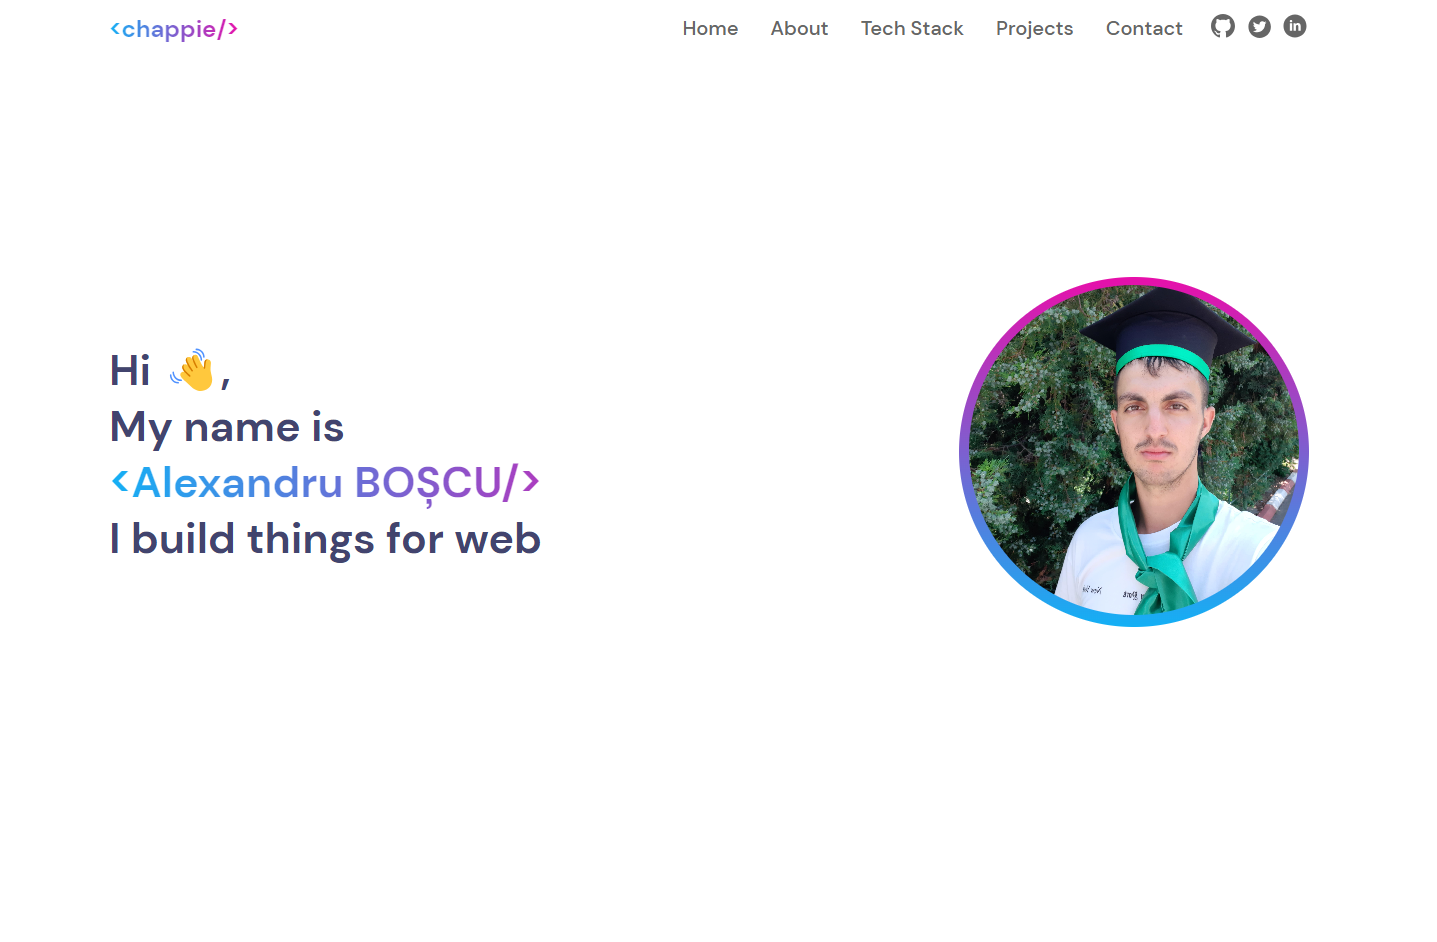 <chappie/>
Home About Tech Stack Projects Contact
Hi 👋,
My name is
<Alexandru BOȘCU/>
I build things for web